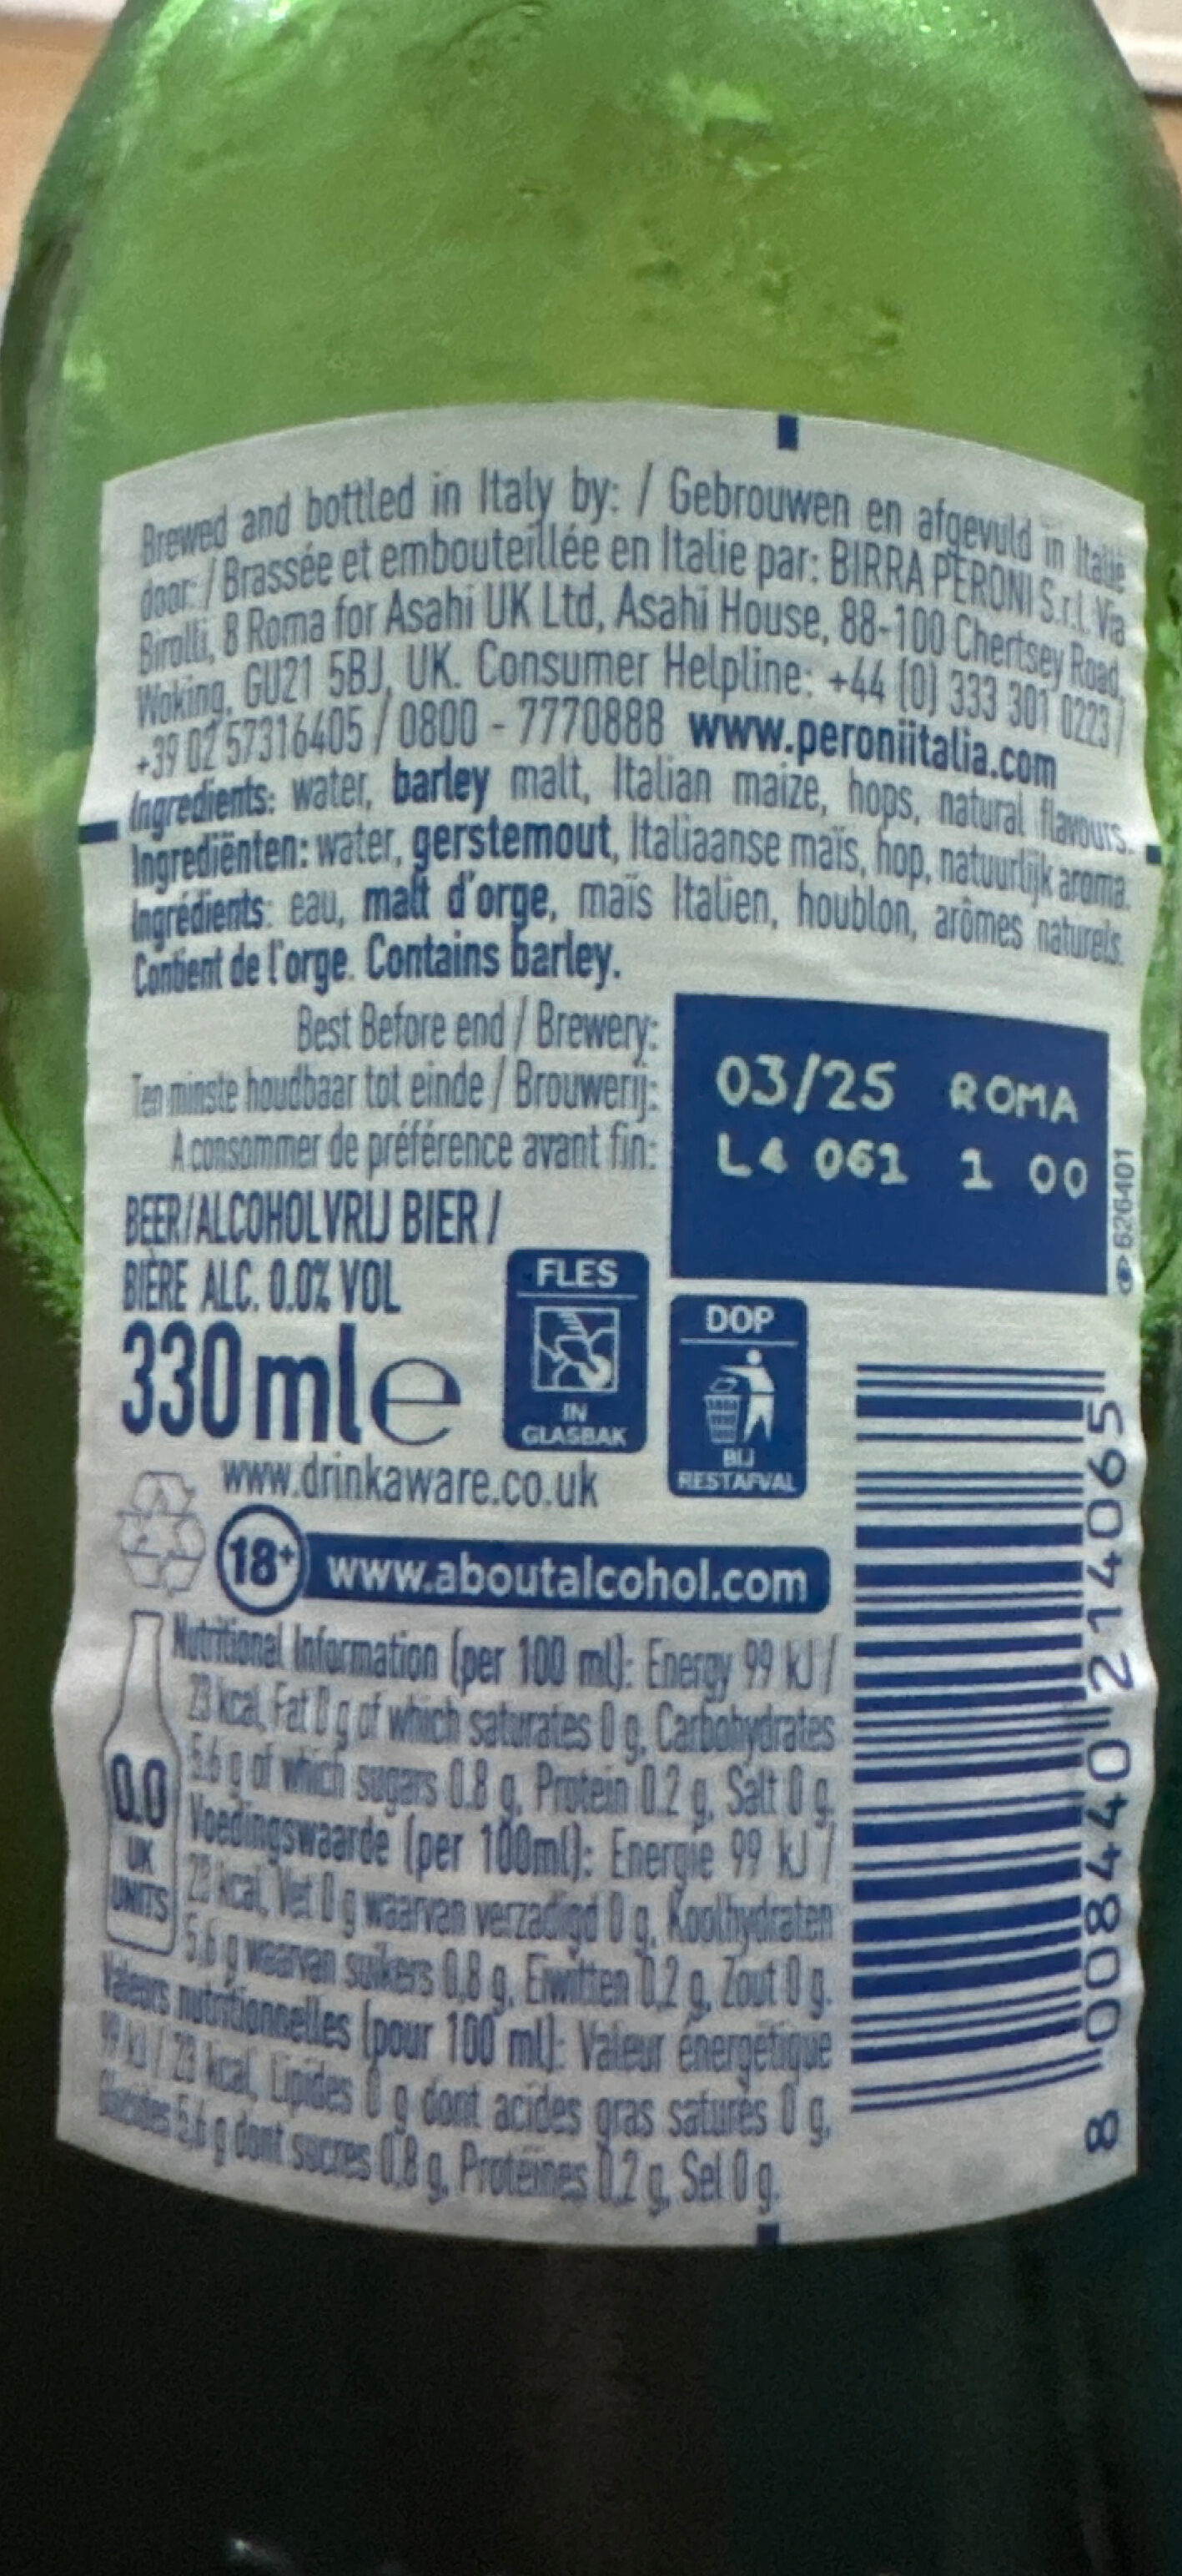 Brewed and bottled in Italy by: / Gebrouwen en afgevuld in Italië
door: / Brassée et embouteillée en Italie par: BIRRA PERONI S.r.l. Via
Birolli, 8 Roma for Asahi UK Ltd, Asahi House, 88-100 Chertsey Road,
Woking, GU21 5BJ, UK. Consumer Helpline: +44 (0) 333 301 0223 /
+39 02 57316405 / 0800 - 7770888 www.peroniitalia.com
Ingredients: water, barley malt, Italian maize, hops, natural flavours.
Ingrediënten: water, gerstemout, Italiaanse maïs, hop, natuurlijk aroma.
Ingrédients: eau, malt d'orge, maïs Italien, houblon, arômes naturels.
Contient de l'orge. Contains barley.
Best Before end / Brewery:
Ten minste houdbaar tot einde / Brouwerij:
A consommer de préférence avant fin:
03/25 ROMA
L4 061 1 00
626401
BEER/ALCOHOLVRIJ BIER /
BIÈRE ALC. 0.0% VOL
330 ml e
FLES
IN
GLASBAK
DOP
BIJ
RESTAFVAL
www.drinkaware.co.uk
18+ www.aboutalcohol.com
0.0
UK
UNITS
Nutritional Information (per 100 ml): Energy 99 kJ /
23 kcal, Fat 0 g of which saturates 0 g, Carbohydrates
5.6 g of which sugars 0.8 g, Protein 0.2 g, Salt 0 g.
Voedingswaarde (per 100ml): Energie 99 kJ /
23 kcal, Vet 0 g waarvan verzadigd 0 g, Koolhydraten
5,6 g waarvan suikers 0,8 g, Eiwitten 0,2 g, Zout 0 g.
Valeurs nutritionnelles (pour 100 ml): Valeur énergétique
99 kJ / 23 kcal, Lipides 0 g dont acides gras saturés 0 g,
Glucides 5,6 g dont sucres 0,8 g, Protéines 0,2 g, Sel 0 g.
8 008440 214065